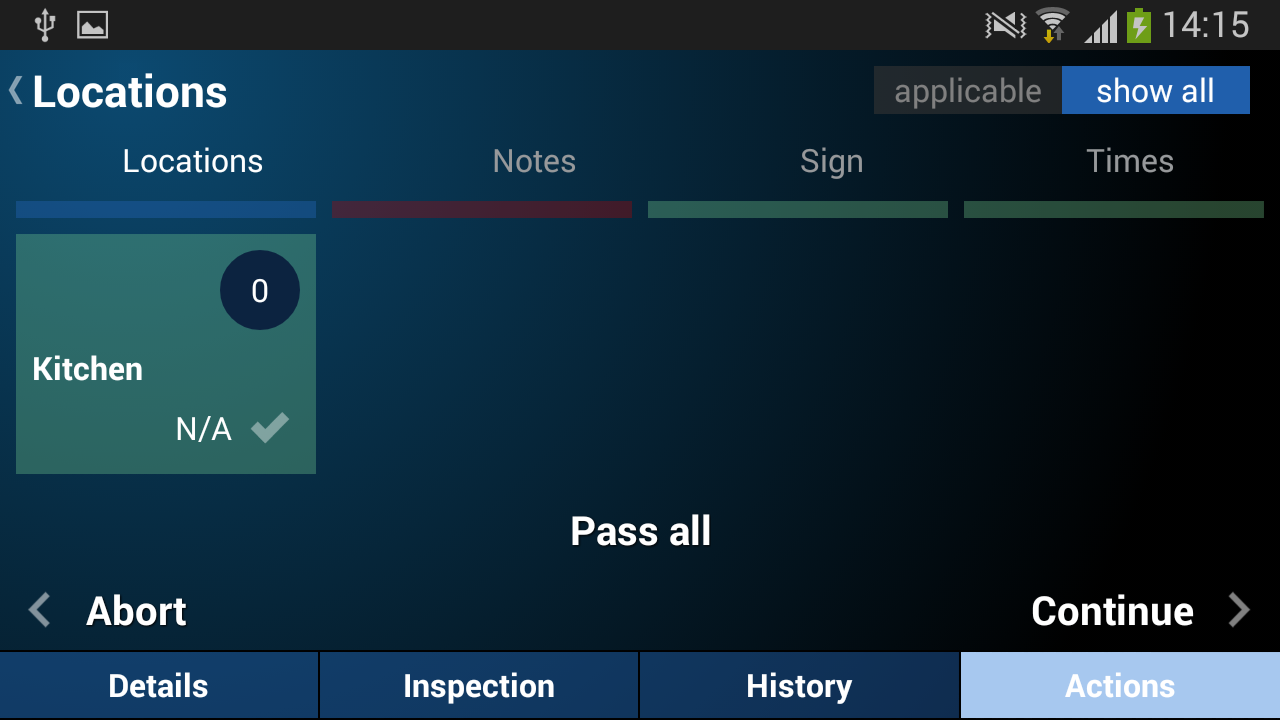 14:15
Locations
applicable show all
Locations Notes Sign Times
0
Kitchen
N/A
Pass all
Abort Continue
Details Inspection History Actions